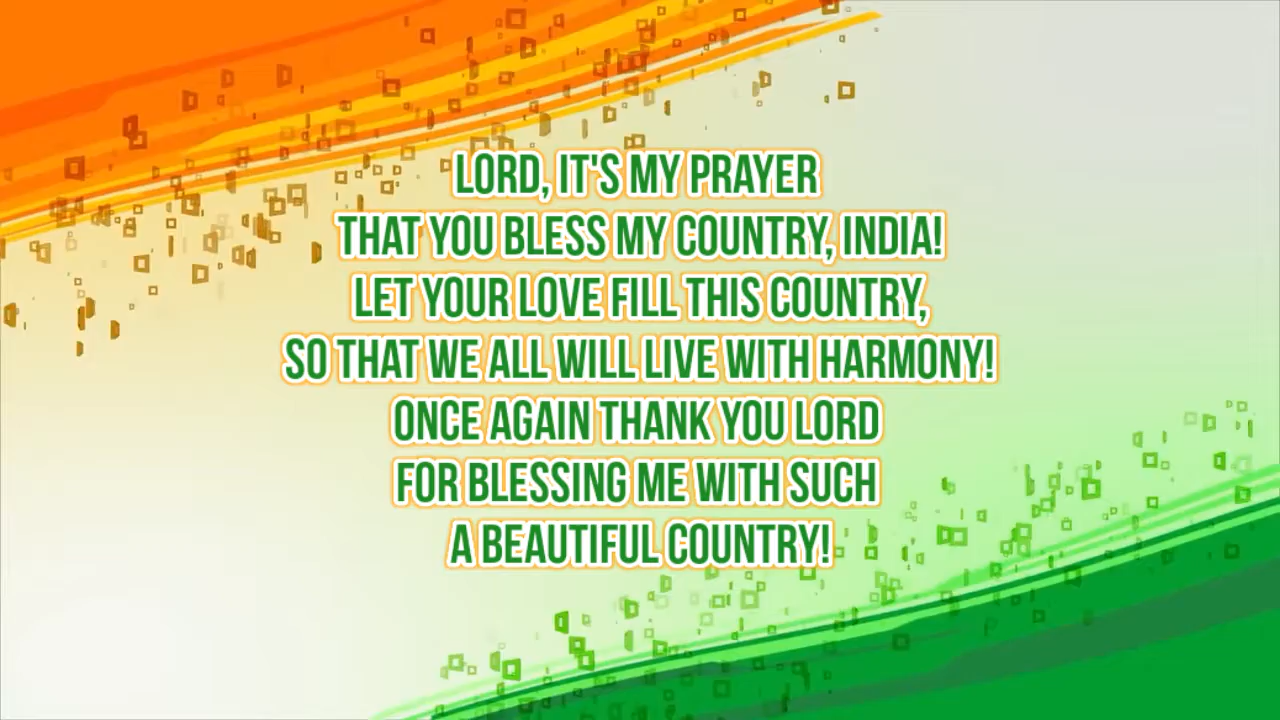 LORD, IT'S MY PRAYER
THAT YOU BLESS MY COUNTRY, INDIA!
LET YOUR LOVE FILL THIS COUNTRY,
SO THAT WE ALL WILL LIVE WITH HARMONY!
ONCE AGAIN THANK YOU LORD
FOR BLESSING ME WITH SUCH
A BEAUTIFUL COUNTRY!